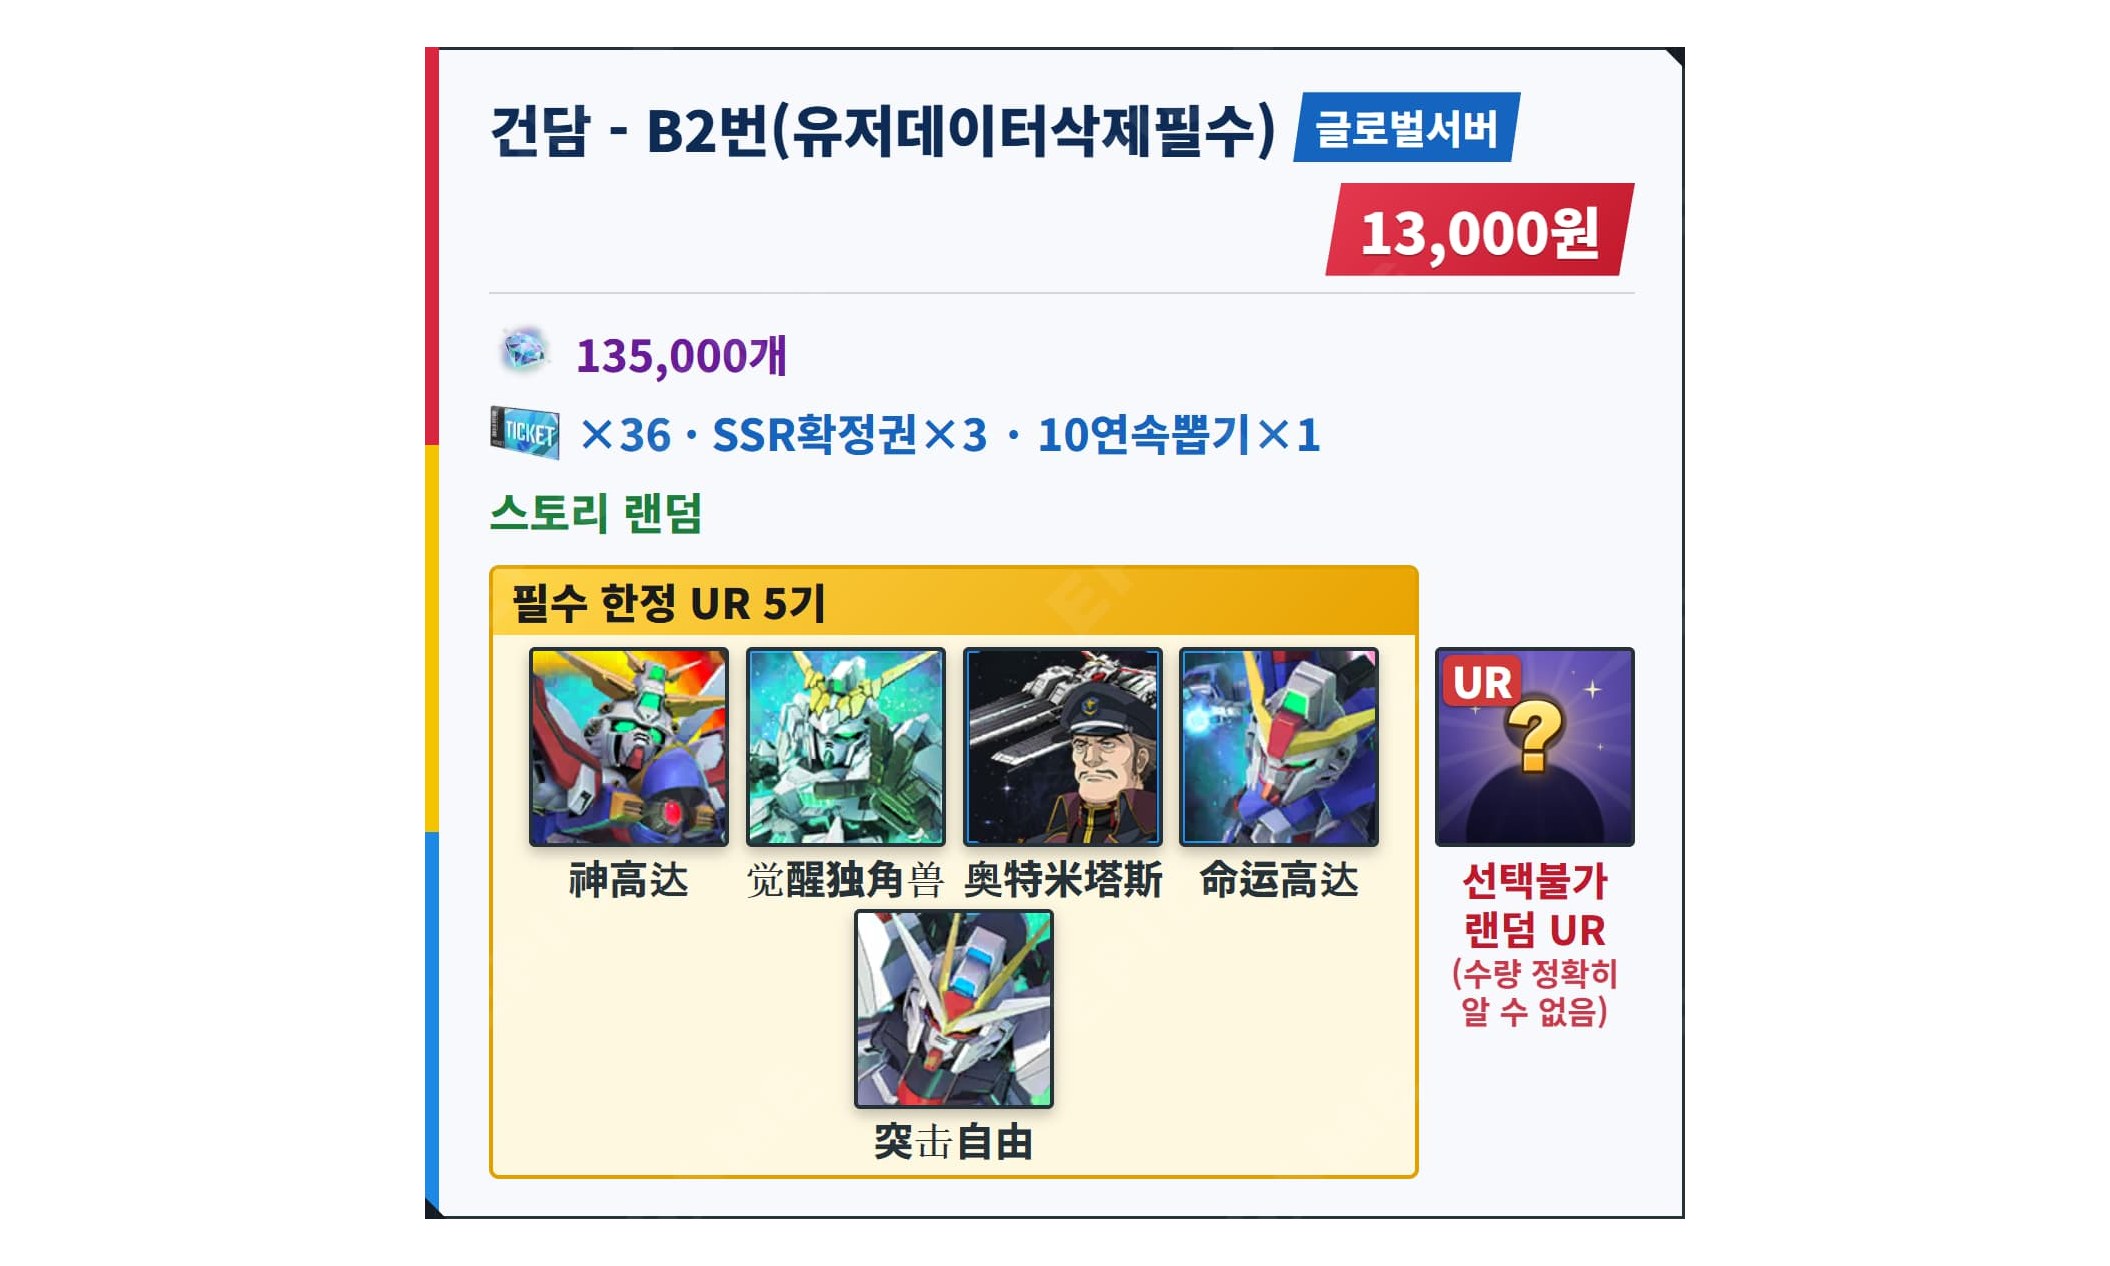 건담 - B2번(유저데이터삭제필수) 글로벌서버
13,000원
135,000개
TICKET ×36 · SSR확정권×3 · 10연속뽑기×1
스토리 랜덤
필수 한정 UR 5기
UR
神高达 觉醒独角兽 奥特米塔斯 命运高达
突击自由
선택불가
랜덤 UR
(수량 정확히
알 수 없음)